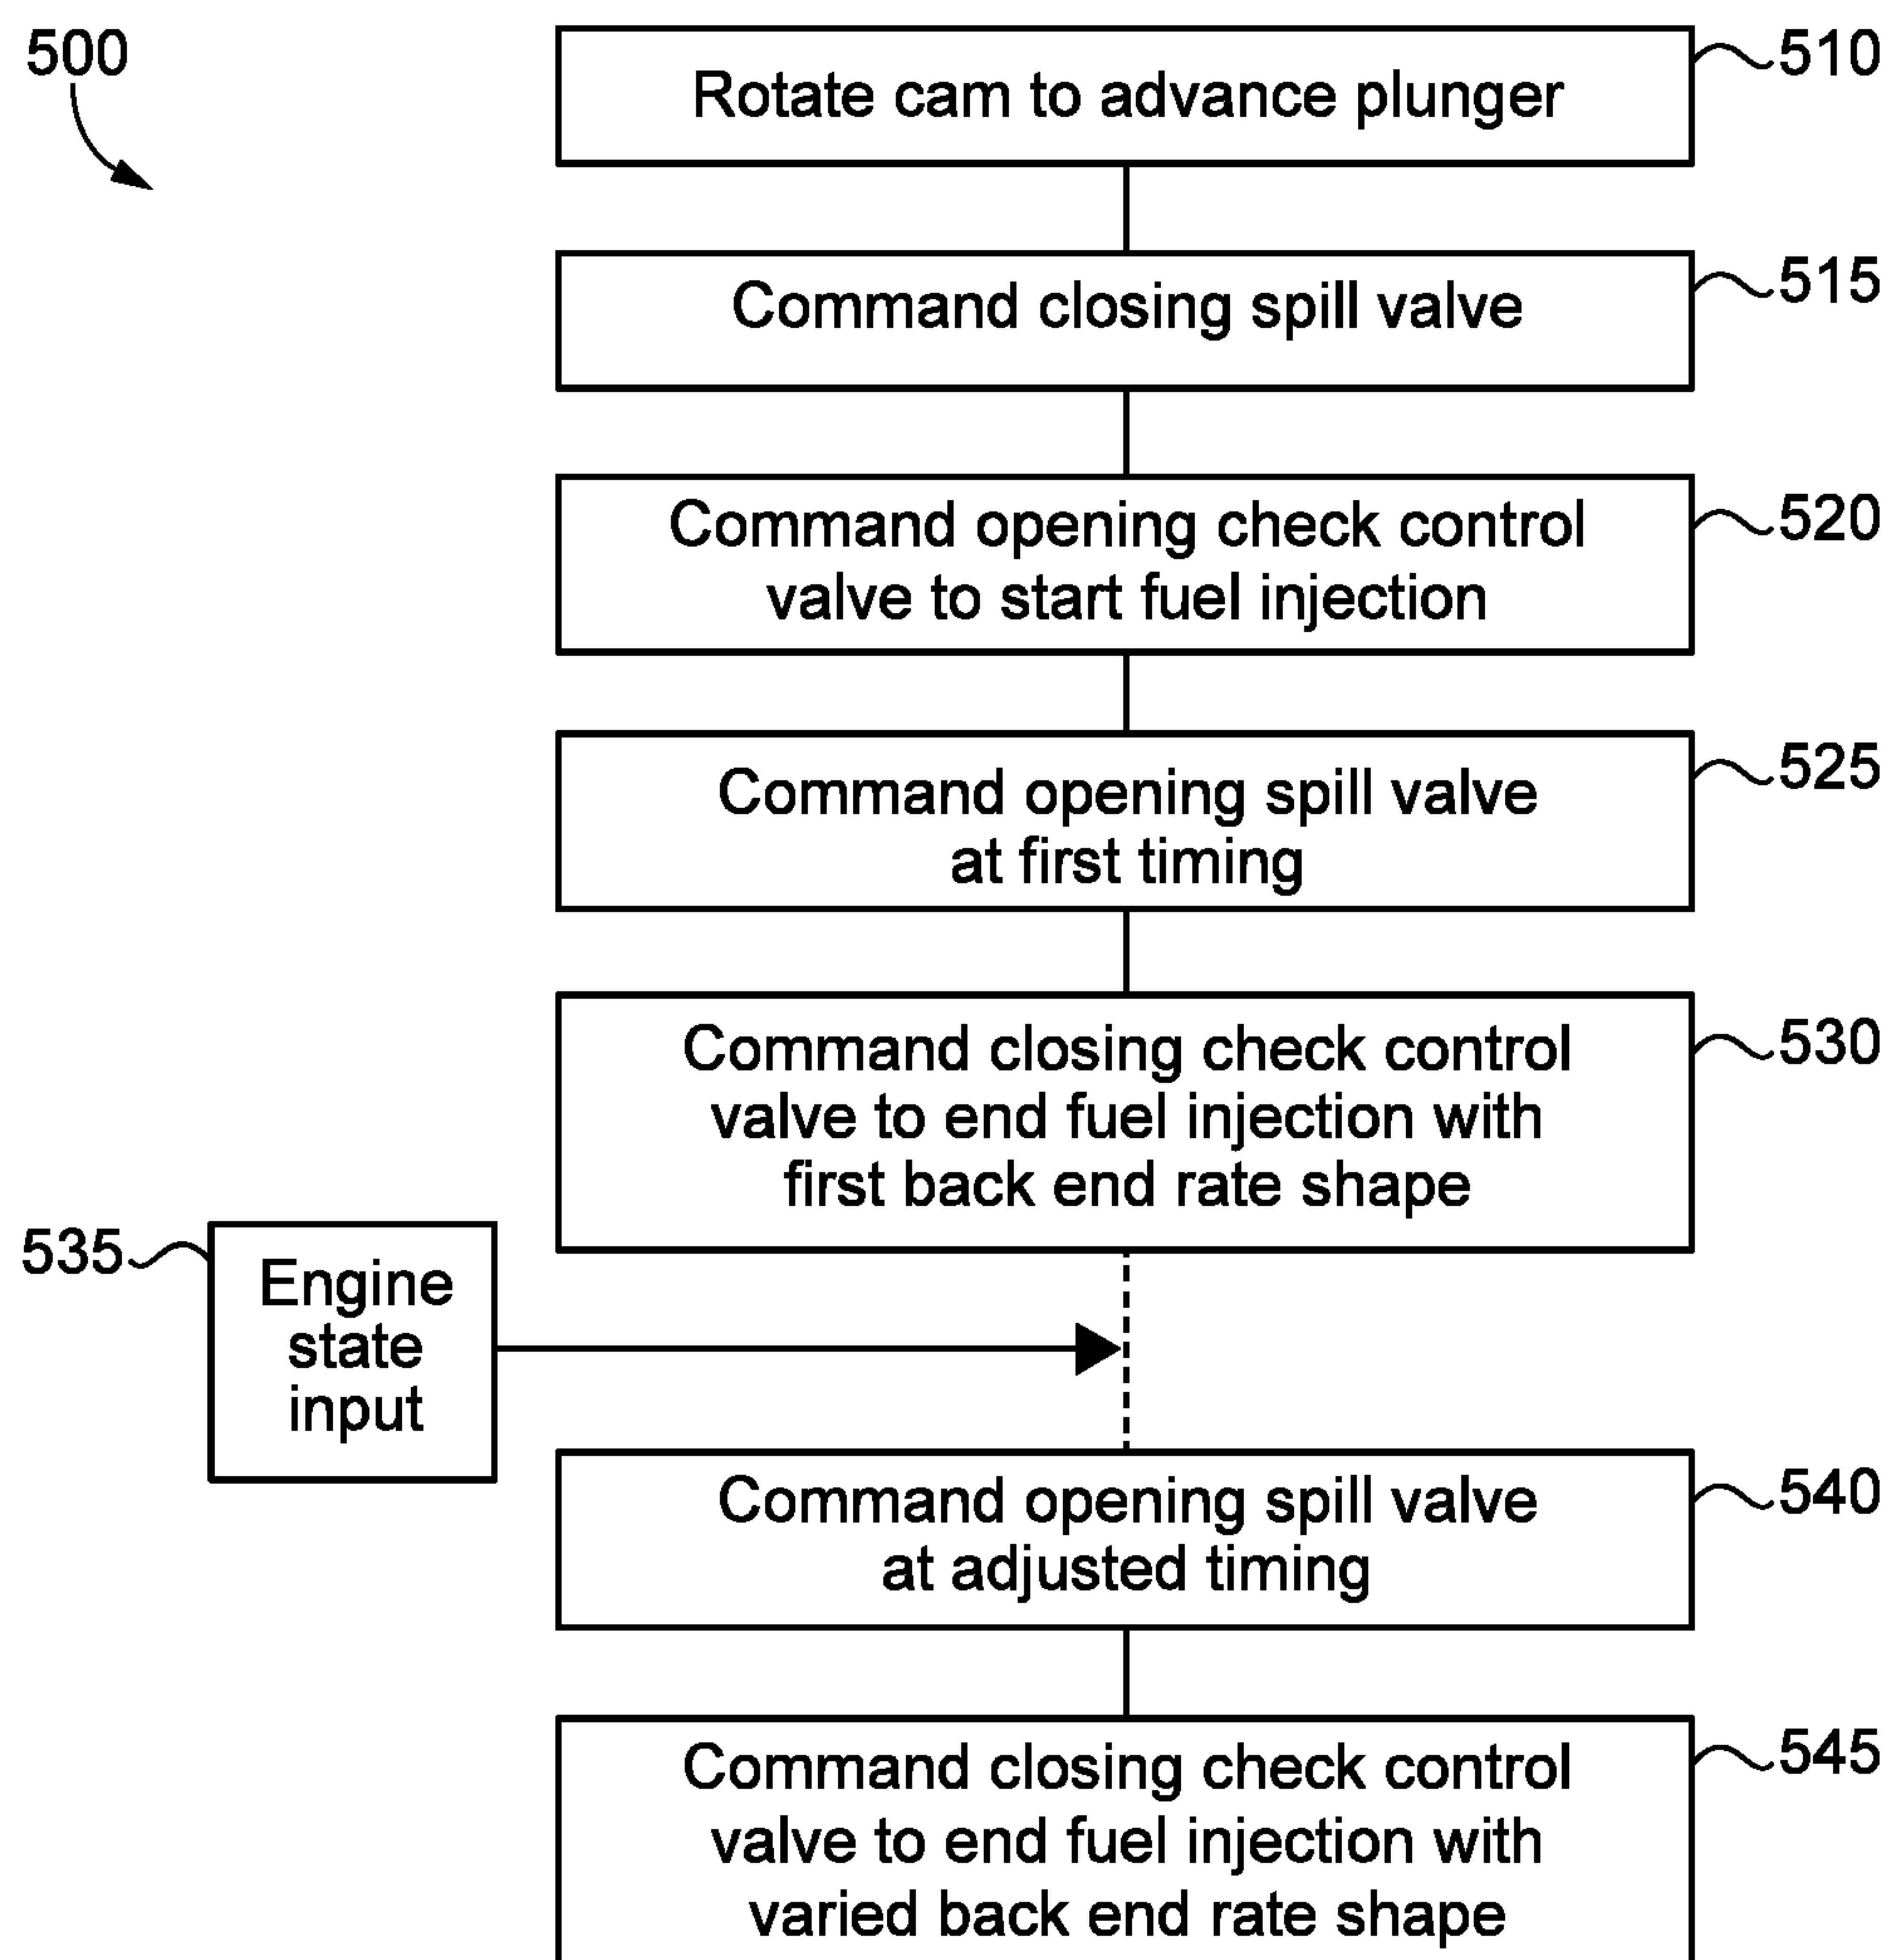 500
Rotate cam to advance plunger
510
Command closing spill valve
515
Command opening check control
valve to start fuel injection
520
Command opening spill valve
at first timing
525
Command closing check control
valve to end fuel injection with
first back end rate shape
530
535
Engine
state
input
Command opening spill valve
at adjusted timing
540
Command closing check control
valve to end fuel injection with
varied back end rate shape
545